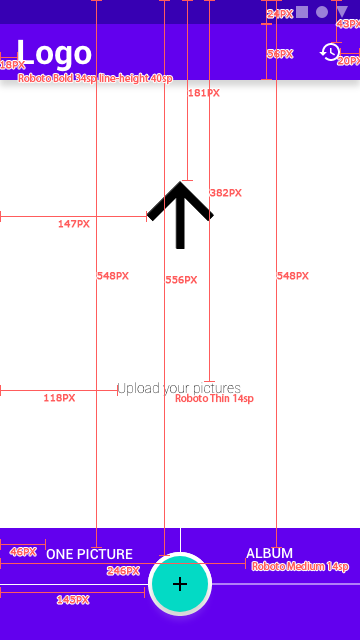 24PX
43PX
Logo
56PX
18PX
20PX
Roboto Bold 34sp line-height 40sp
181PX
382PX
147PX
548PX
556PX
548PX
Upload your pictures
118PX
Roboto Thin 14sp
46PX
ONE PICTURE
ALBUM
246PX
Roboto Medium 14sp
145PX